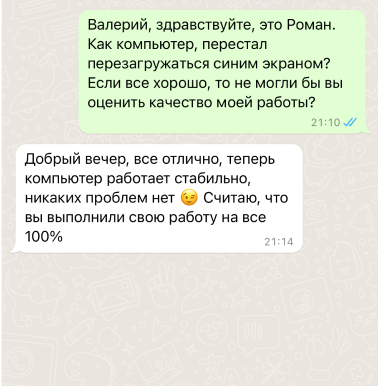 Валерий, здравствуйте, это Роман.
Как компьютер, перестал
перезагружаться синим экраном?
Если все хорошо, то не могли бы вы
оценить качество моей работы?
21:10
Добрый вечер, все отлично, теперь
компьютер работает стабильно,
никаких проблем нет 😉 Считаю, что
вы выполнили свою работу на все
100%
21:14